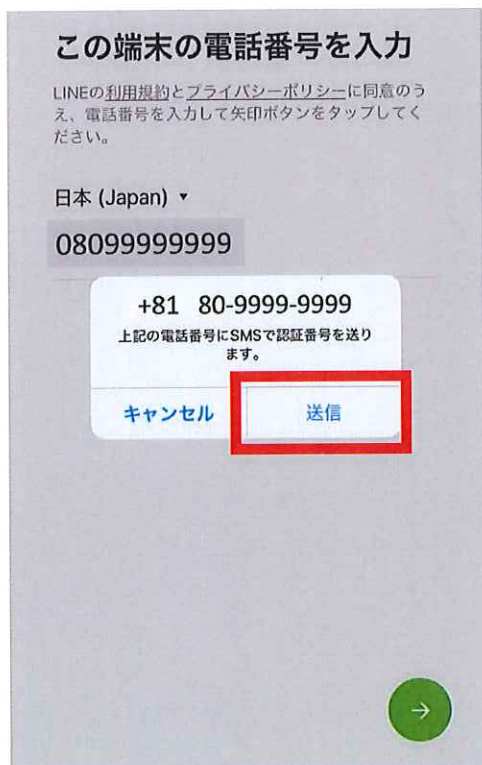 この端末の電話番号を入力
LINEの利用規約とプライバシーポリシーに同意のう
え、電話番号を入力して矢印ボタンをタップしてく
ださい。
日本 (Japan) ▼
08099999999
+81 80-9999-9999
上記の電話番号にSMSで認証番号を送り
ます。
キャンセル 送信